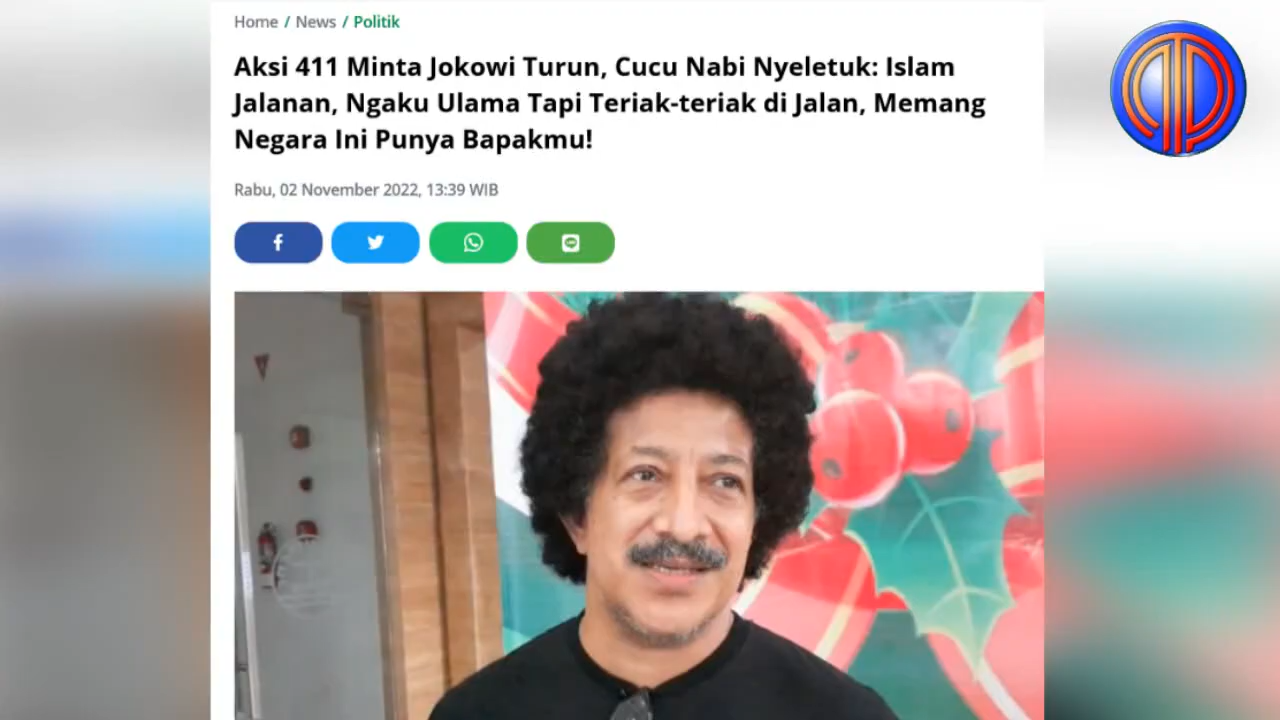 Home / News / Politik
Aksi 411 Minta Jokowi Turun, Cucu Nabi Nyeletuk: Islam
Jalanan, Ngaku Ulama Tapi Teriak-teriak di Jalan, Memang
Negara Ini Punya Bapakmu!
Rabu, 02 November 2022, 13:39 WIB